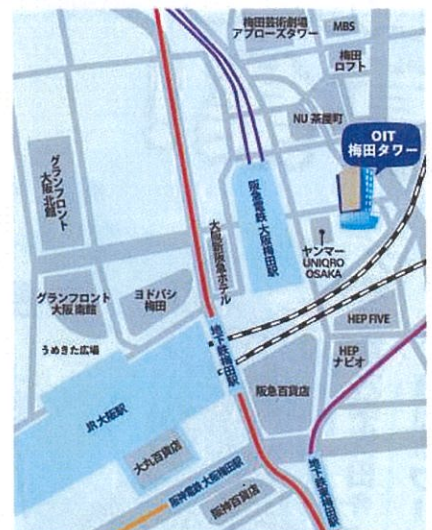 梅田芸術劇場
アプローズタワー
MBS
梅田
ロフト
NU 茶屋町
OIT
梅田タワー
グランフロント
大阪 北館
阪急電鉄 大阪梅田駅
大阪新阪急ホテル
ヤンマー
UNIQRO
OSAKA
グランフロント
大阪 南館
ヨドバシ
梅田
うめきた広場
地下鉄梅田駅
HEP FIVE
HEP
ナビオ
阪急百貨店
JR 大阪駅
大丸百貨店
阪神電鉄 大阪梅田駅
阪神百貨店
地下鉄東梅田駅